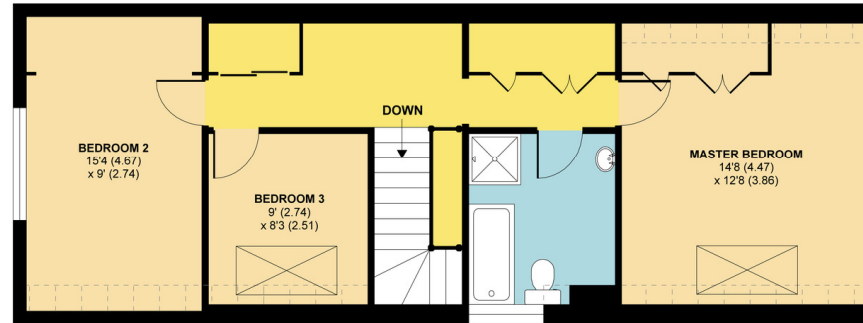 BEDROOM 2
15'4 (4.67)
x 9' (2.74)
BEDROOM 3
9' (2.74)
x 8'3 (2.51)
DOWN
MASTER BEDROOM
14'8 (4.47)
x 12'8 (3.86)